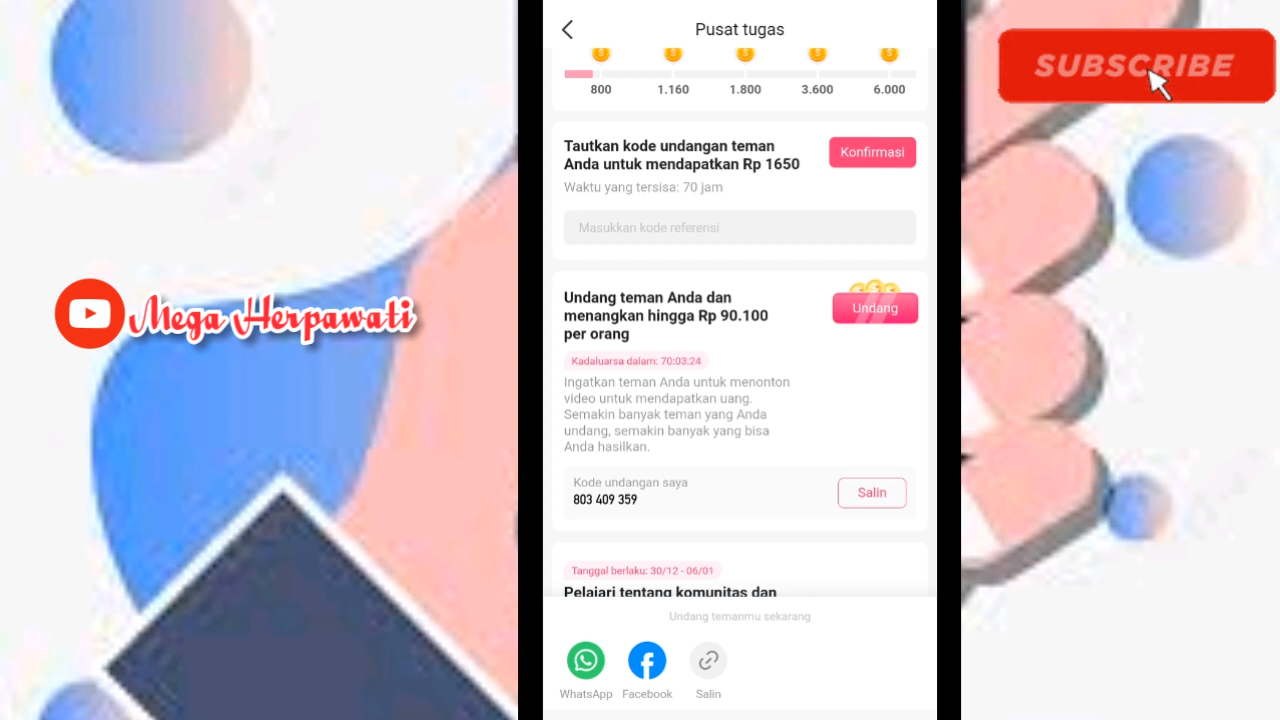 Pusat tugas
800 1.160 1.800 3.600 6.000
SUBSCRIBE
Tautkan kode undangan teman
Anda untuk mendapatkan Rp 1650
Konfirmasi
Waktu yang tersisa: 70 jam
Masukkan kode referensi
Mega Herpawati
Undang teman Anda dan
menangkan hingga Rp 90.100
per orang
Undang
Kadaluarsa dalam: 70:03:24
Ingatkan teman Anda untuk menonton
video untuk mendapatkan uang.
Semakin banyak teman yang Anda
undang, semakin banyak yang bisa
Anda hasilkan.
Kode undangan saya
803 409 359
Salin
Tanggal berlaku: 30/12 - 06/01
Pelajari tentang komunitas dan
Undang temanmu sekarang
WhatsApp Facebook Salin